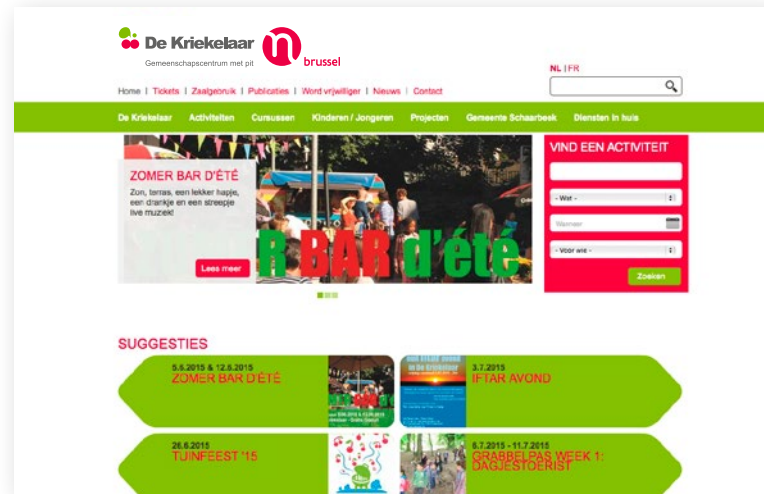 De Kriekelaar
Gemeenschapscentrum met pit
n
brussel
NL | FR
Home | Tickets | Zaalgebruik | Publicaties | Word vrijwilliger | Nieuws | Contact
De Kriekelaar Activiteiten Cursussen Kinderen / Jongeren Projecten Gemeente Schaarbeek Diensten in huis
ZOMER BAR D'ÉTÉ
Zon, terras, een lekker hapje,
een drankje en een streepje
live muziek!
Lees meer
R BAR d'été
VIND EEN ACTIVITEIT
- Wat -
Wanneer
- Voor wie -
Zoeken
SUGGESTIES
5.6.2015 & 12.6.2015
ZOMER BAR D'ÉTÉ
3.7.2015
IFTAR AVOND
in De Kriekelaar
26.6.2015
TUINFEEST '15
6.7.2015 - 11.7.2015
GRABBELPAS WEEK 1:
DAGJESTOERIST